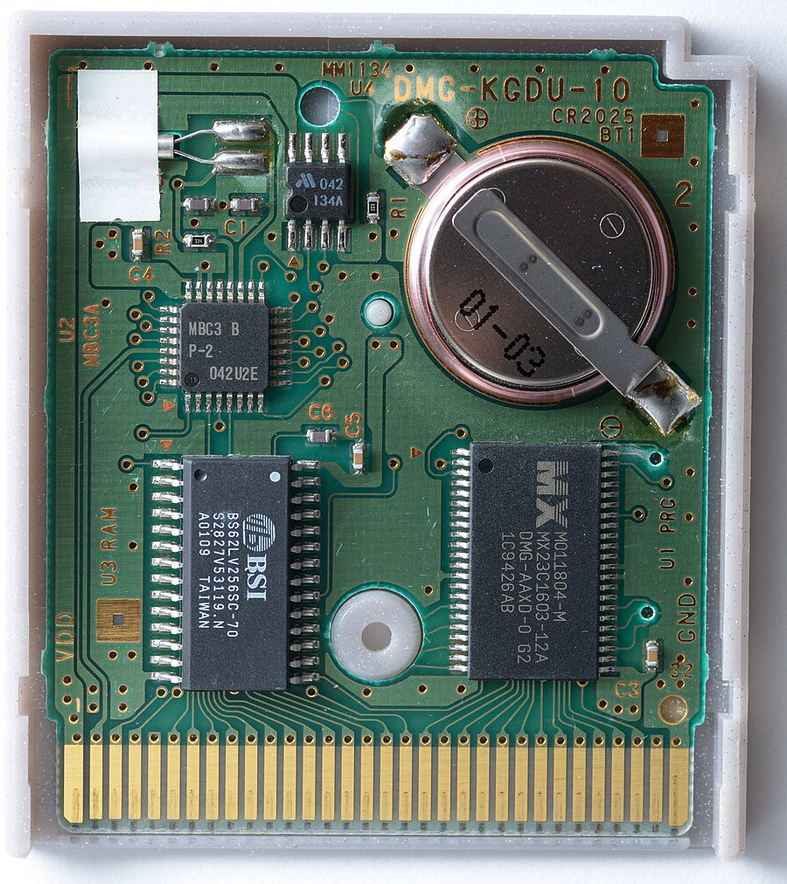 MM1134
U4
DMG-KGDU-10
CR2025
BT1
2
042
134A
R1
C1
R2
C4
U2
MBC3A
MBC3 B
P-2
042U2E
01-03
C6
C5
BSI
BS62LV256SC-70
S2827V53119.N
A0109 TAIWAN
U3 RAM
MX
M011804-M
MX23C1603-12A
DMG-AAXD-0 G2
1C9426AB
U1 PRG
VDD
GND
C3
32
1